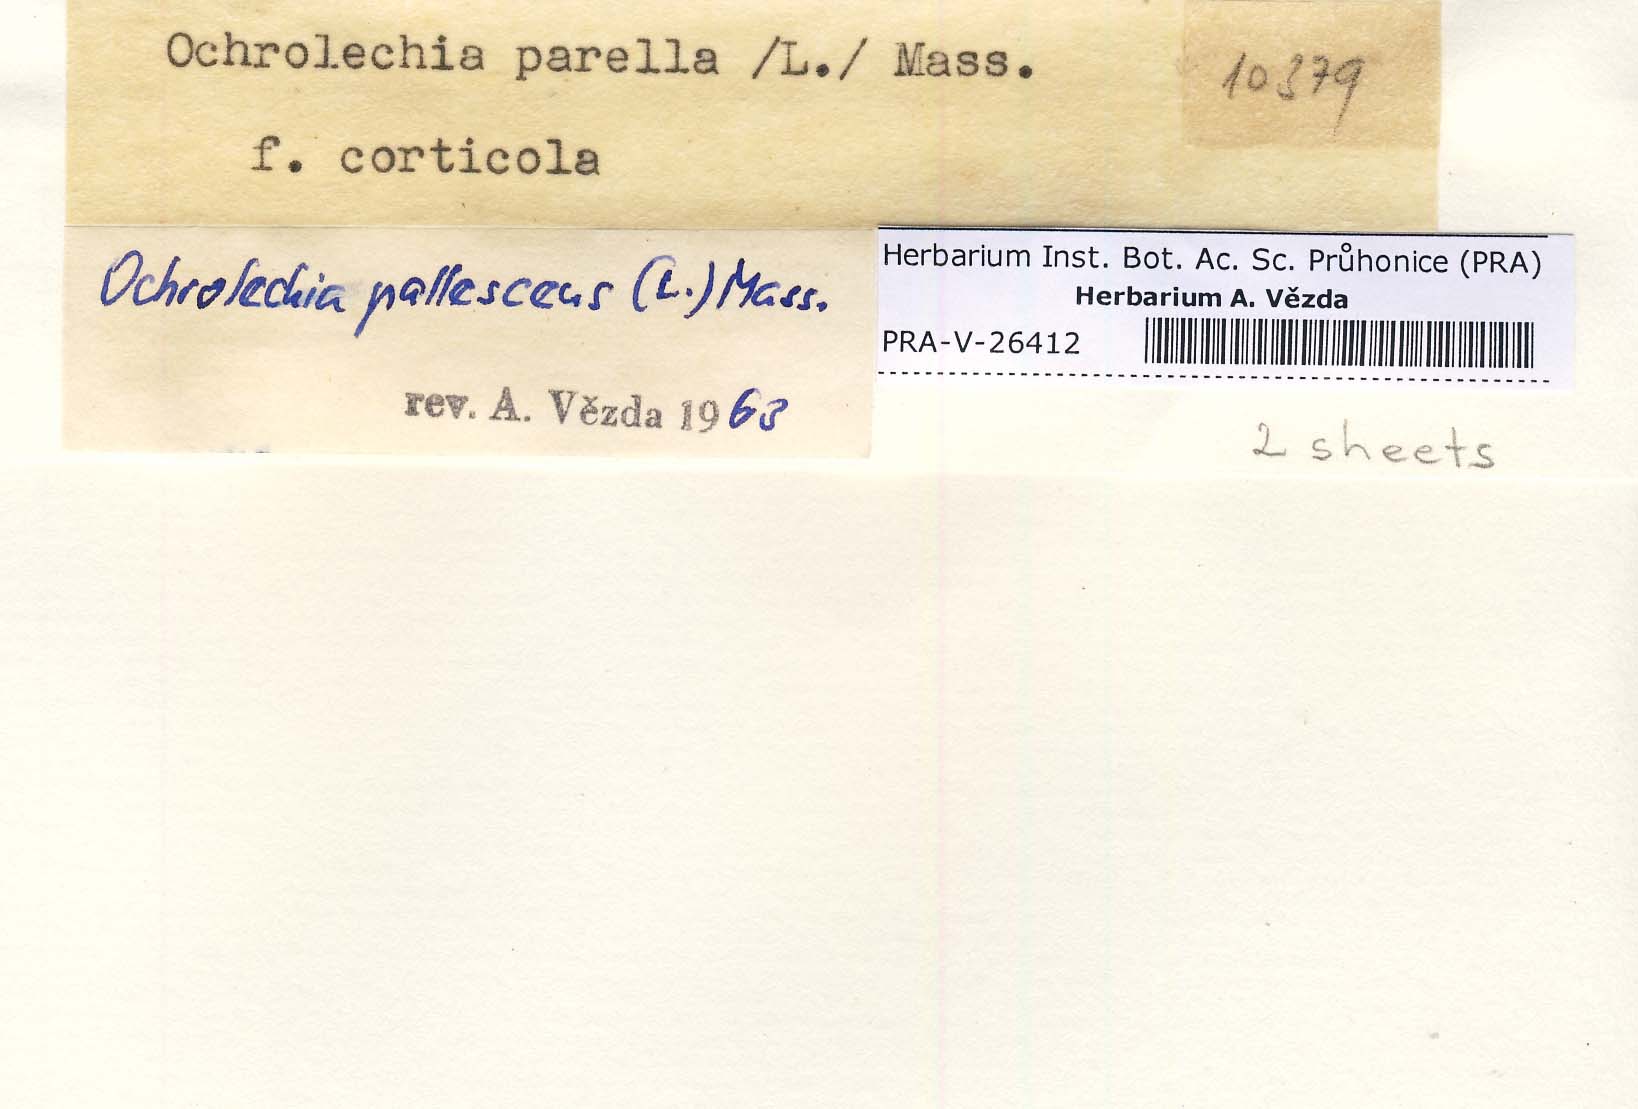 Ochrolechia parella /L./ Mass.
10379
f. corticola
Ochrolechia pallescens (L.) Mass.
rev. A. Vězda 1963
Herbarium Inst. Bot. Ac. Sc. Průhonice (PRA)
Herbarium A. Vězda
PRA-V-26412
2 sheets